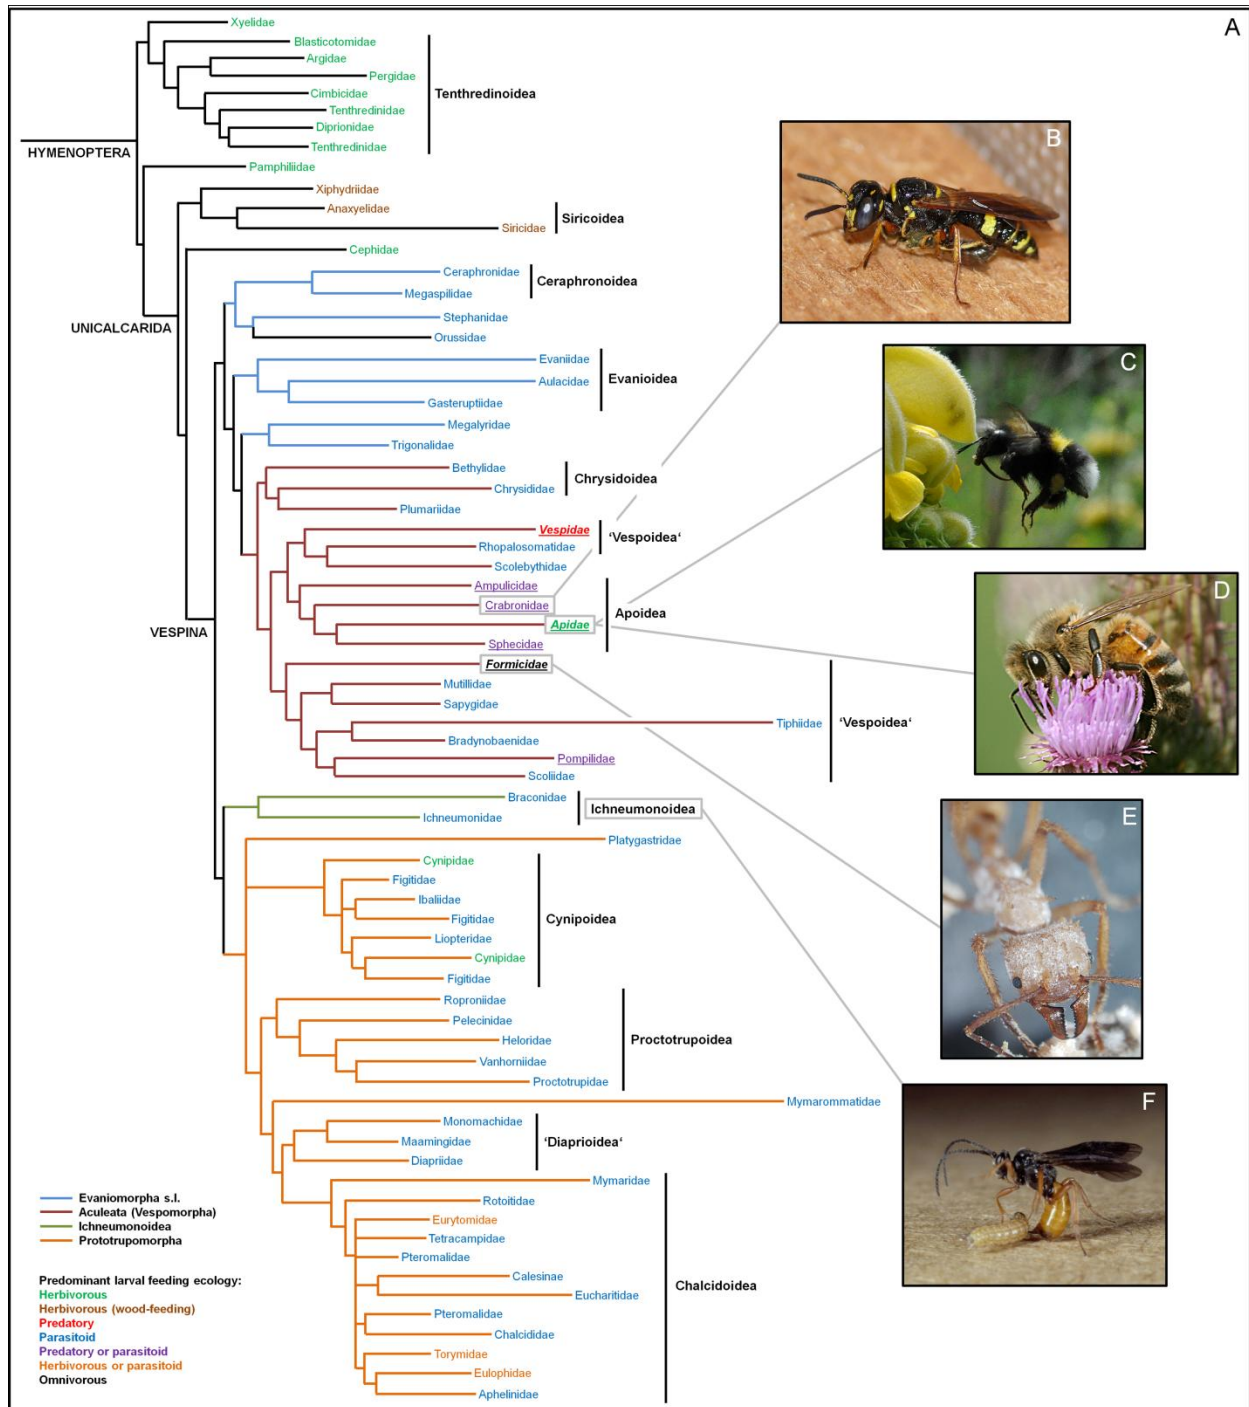 A
Xyelidae
Blasticotomidae
Argidae
Pergidae
Cimbicidae
Tenthredinidae
Diprionidae
Tenthredinidae
Tenthredinoidea
HYMENOPTERA
Pamphiliidae
Xiphydriidae
Anaxyelidae
Siricidae
Siricoidea
Cephidae
Ceraphronidae
Megaspilidae
Ceraphronoidea
Stephanidae
Orussidae
UNICALCARIDA
Evaniidae
Aulacidae
Gasteruptiidae
Evanioidea
Megalyridae
Trigonalidae
Bethylidae
Chrysididae
Chrysidoidea
Plumariidae
Vespidae
Rhopalosomatidae
'Vespoidea'
Scolebythidae
Ampulicidae
Crabronidae
Apidae
Sphecidae
Apoidea
VESPINA
Formicidae
Mutillidae
Sapygidae
Tiphiidae
Bradynobaenidae
Pompilidae
Scoliidae
'Vespoidea'
Braconidae
Ichneumonidae
Ichneumonoidea
Platygastridae
Cynipidae
Figitidae
Ibaliidae
Figitidae
Liopteridae
Cynipidae
Figitidae
Cynipoidea
Roproniidae
Pelecinidae
Heloridae
Vanhorniidae
Proctotrupidae
Proctotrupoidea
Mymarommatidae
Monomachidae
Maamingidae
Diapriidae
'Diaprioidea'
Mymaridae
Rotoitidae
Eurytomidae
Tetracampidae
Pteromalidae
Calesinae
Eucharitidae
Pteromalidae
Chalcididae
Torymidae
Eulophidae
Aphelinidae
Chalcidoidea
B
C
D
E
F
Evaniomorpha s.l.
Aculeata (Vespomorpha)
Ichneumonoidea
Prototrupomorpha
Predominant larval feeding ecology:
Herbivorous
Herbivorous (wood-feeding)
Predatory
Parasitoid
Predatory or parasitoid
Herbivorous or parasitoid
Omnivorous